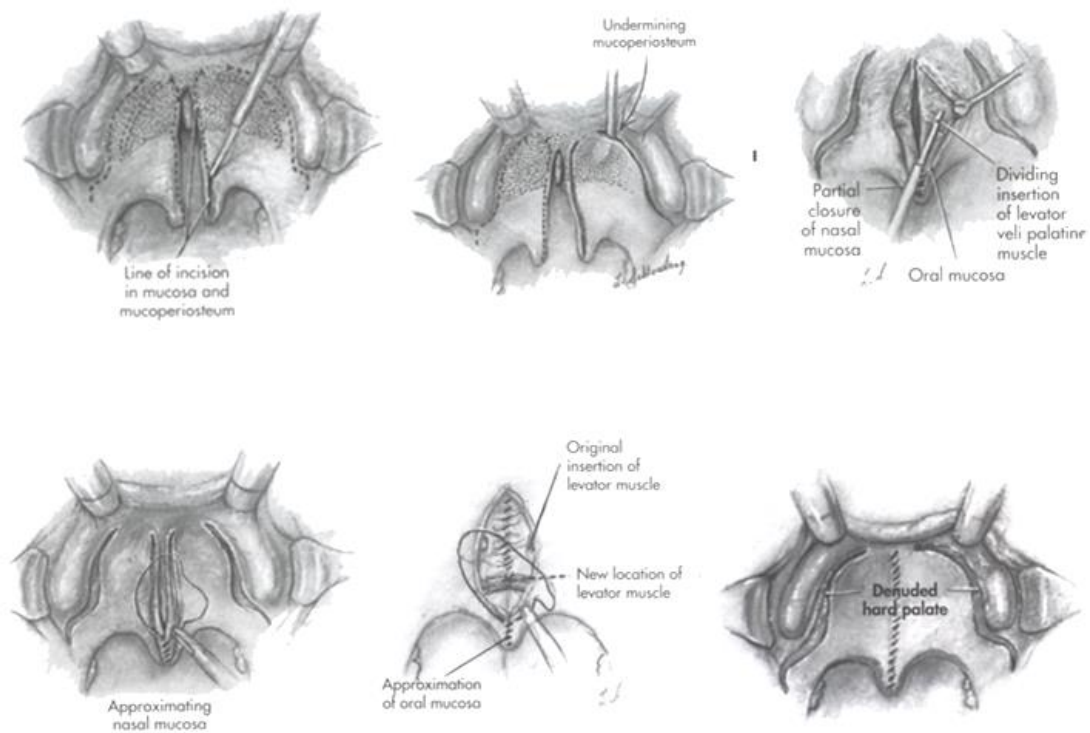 Undermining
mucoperiosteum
Line of incision
in mucosa and
mucoperiosteum
Partial
closure
of nasal
mucosa
Dividing
insertion
of levator
veli palatine
muscle
Oral mucosa
Approximating
nasal mucosa
Original
insertion of
levator muscle
New location of
levator muscle
Approximation
of oral mucosa
Denuded
hard palate